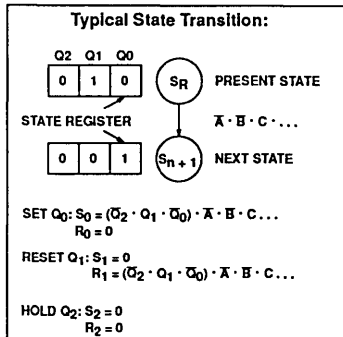 Typical State Transition:
Q2 Q1 Q0
0 1 0
S_R PRESENT STATE
STATE REGISTER
A̅ · B̅ · C · ...
0 0 1
S_{n + 1} NEXT STATE
SET Q₀: S₀ = (Q̅₂ · Q₁ · Q̅₀) · A̅ · B̅ · C ...
R₀ = 0
RESET Q₁: S₁ = 0
R₁ = (Q̅₂ · Q₁ · Q̅₀) · A̅ · B̅ · C ...
HOLD Q₂: S₂ = 0
R₂ = 0